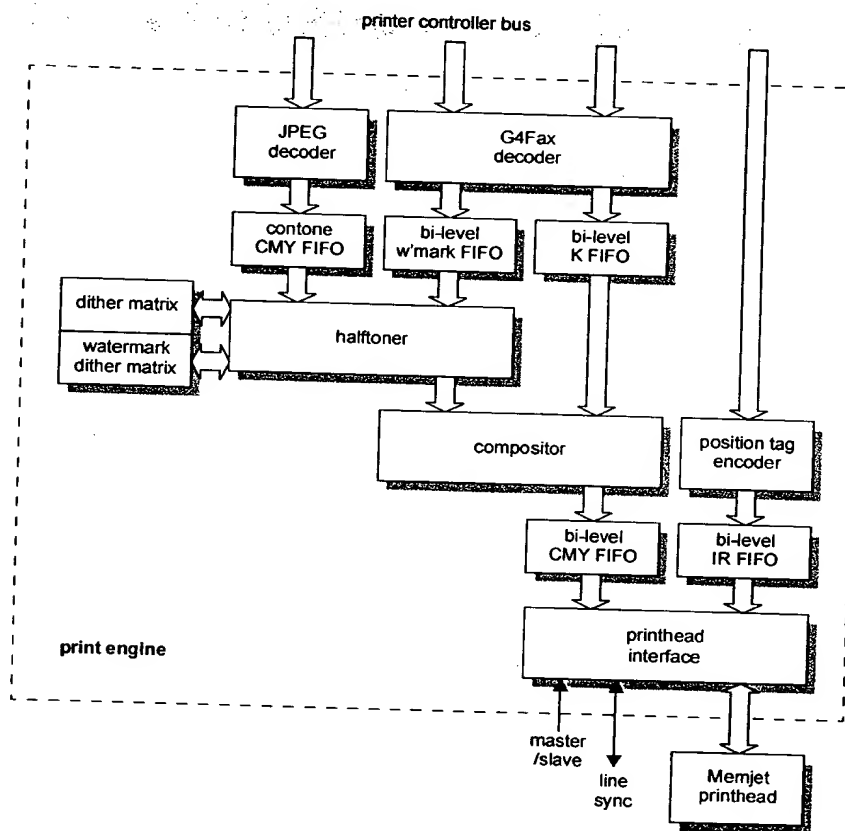 printer controller bus
JPEG
decoder
G4Fax
decoder
contone
CMY FIFO
bi-level
w'mark FIFO
bi-level
K FIFO
dither matrix
watermark
dither matrix
halftoner
compositor
position tag
encoder
bi-level
CMY FIFO
bi-level
IR FIFO
print engine
printhead
interface
master
/slave
line
sync
Memjet
printhead